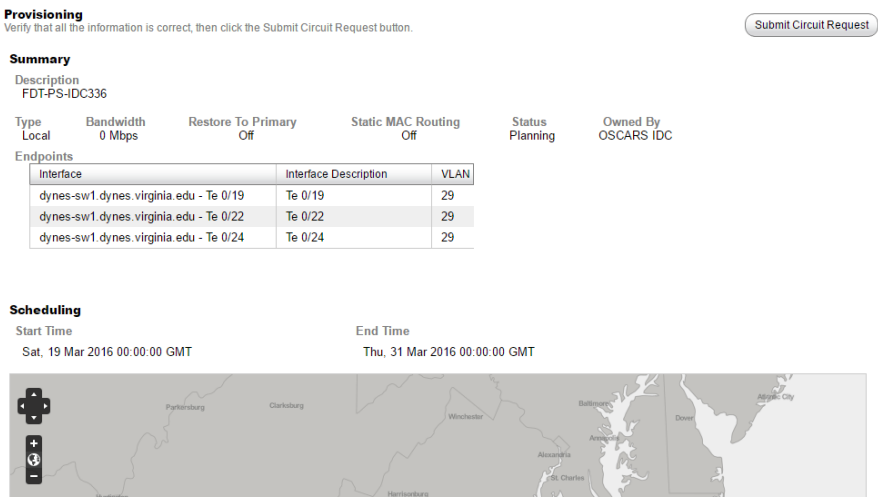 Provisioning
Verify that all the information is correct, then click the Submit Circuit Request button.
Submit Circuit Request
Summary
Description
FDT-PS-IDC336
Type Bandwidth Restore To Primary Static MAC Routing Status Owned By
Local 0 Mbps Off Off Planning OSCARS IDC
Endpoints
Interface Interface Description VLAN
dynes-sw1.dynes.virginia.edu - Te 0/19 Te 0/19 29
dynes-sw1.dynes.virginia.edu - Te 0/22 Te 0/22 29
dynes-sw1.dynes.virginia.edu - Te 0/24 Te 0/24 29
Scheduling
Start Time End Time
Sat, 19 Mar 2016 00:00:00 GMT Thu, 31 Mar 2016 00:00:00 GMT
Atlantic City
Parkersburg Clarksburg Baltimore
Winchester Dover
Annapolis
Alexandria
St. Charles
Harrisonburg
Huntington